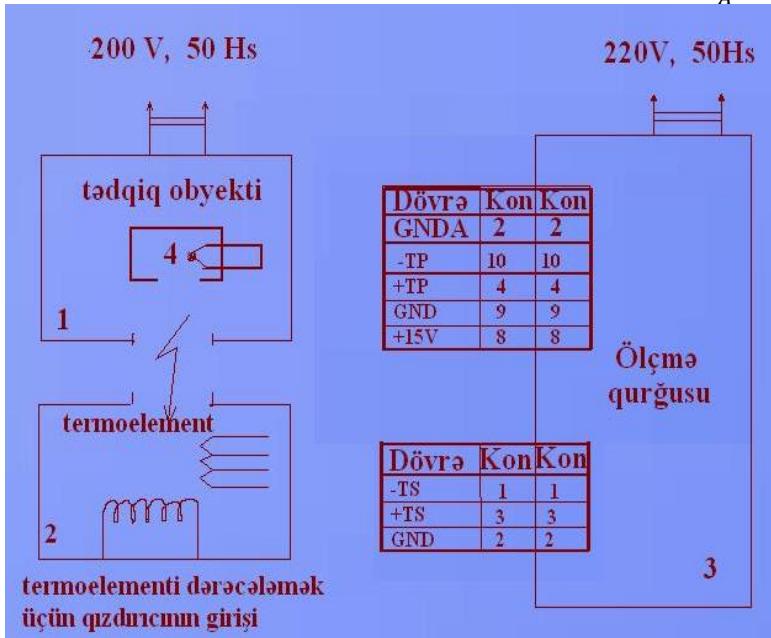 A
200 V, 50 Hs
220V, 50Hs
tədqiq obyekti
4
1
Dövrə Kon Kon
GNDA 2 2
-TP 10 10
+TP 4 4
GND 9 9
+15V 8 8
Ölçmə
qurğusu
termoelement
2
Dövrə Kon Kon
-TS 1 1
+TS 3 3
GND 2 2
3
termoelementi dərəcələmək
üçün qızdırıcının girişi